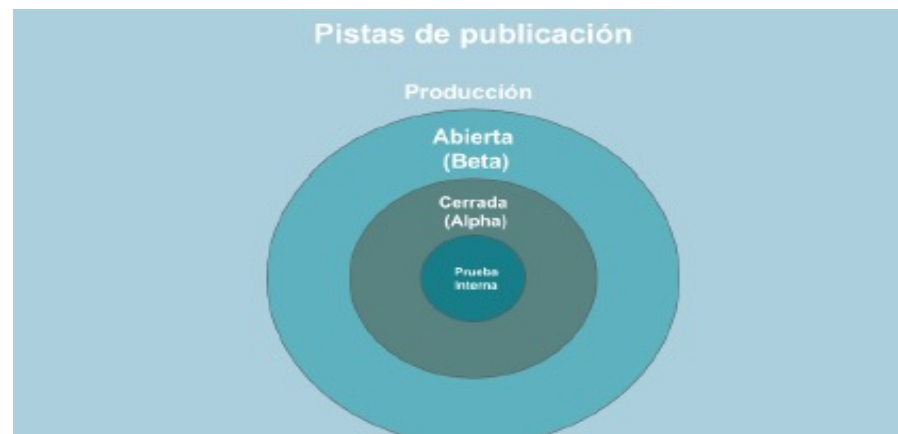 Pistas de publicación
Producción
Abierta
(Beta)
Cerrada
(Alpha)
Prueba
Interna